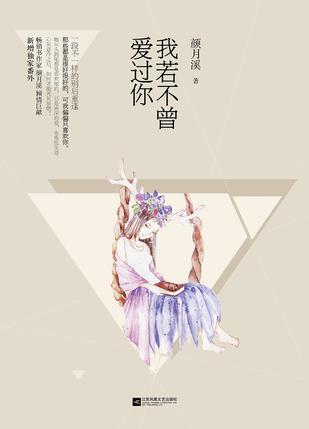 我若不曾
爱过你
颜月溪 著
一段不一样的别后重逢
那些都是很好很好的，可我偏偏只喜欢你。
畅销书作家 颜月溪 倾情巨献
新增独家番外
江苏凤凰文艺出版社